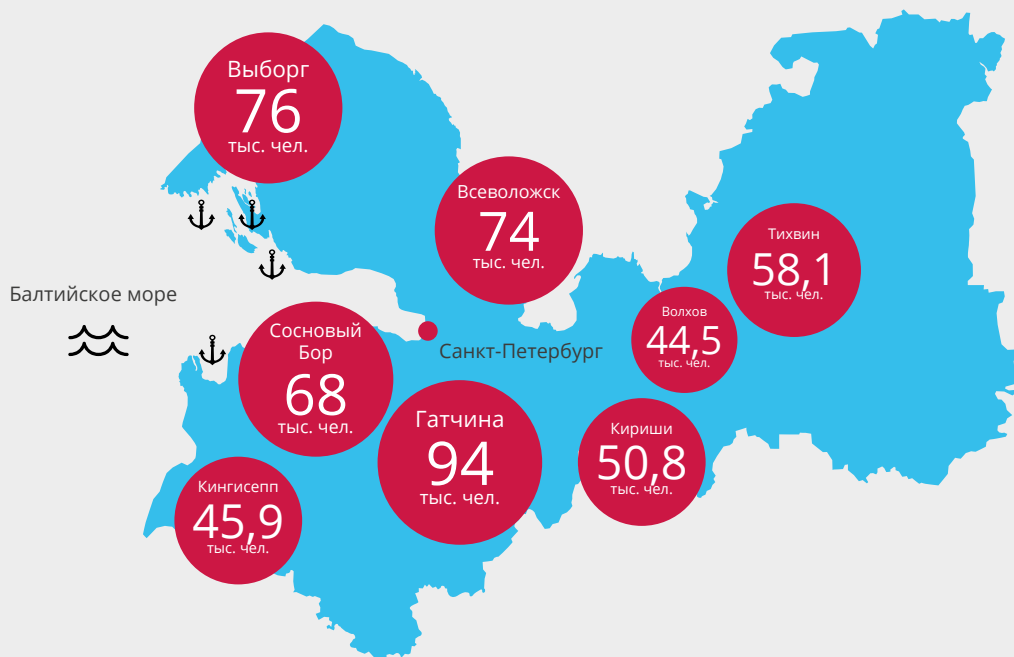 Выборг
76
тыс. чел.
Всеволожск
74
тыс. чел.
Тихвин
58,1
тыс. чел.
Балтийское море
Волхов
44,5
тыс. чел.
Сосновый
Бор
68
тыс. чел.
Санкт-Петербург
Гатчина
94
тыс. чел.
Кириши
50,8
тыс. чел.
Кингисепп
45,9
тыс. чел.